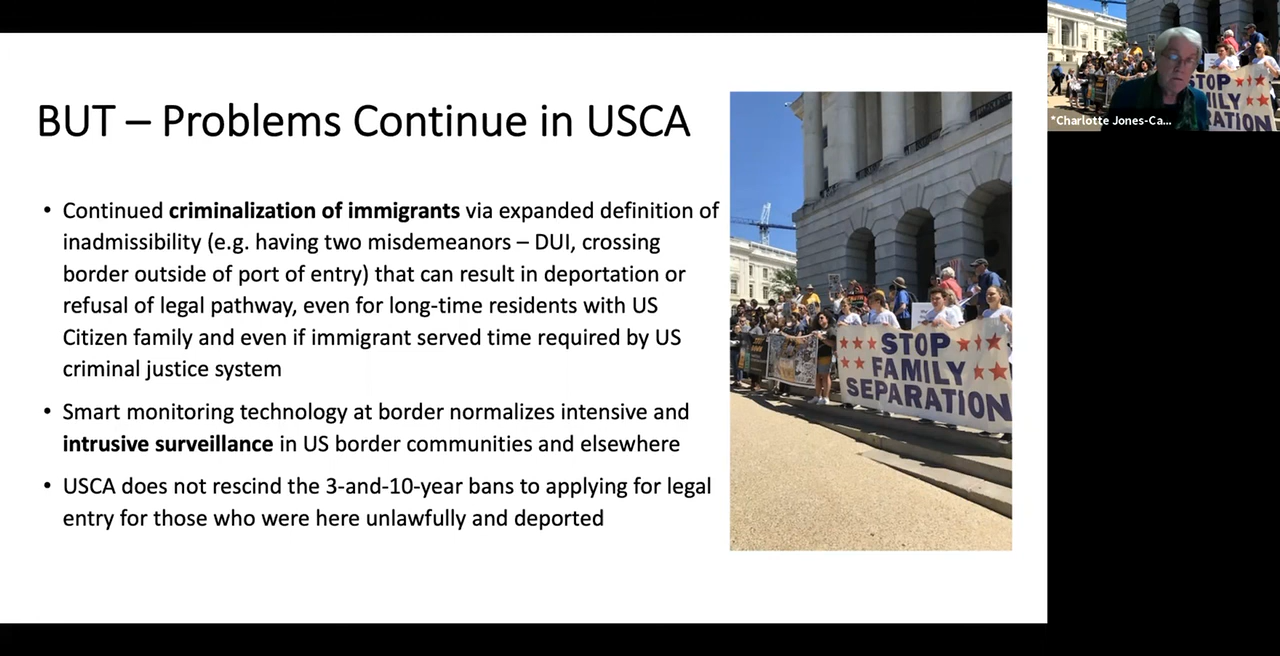 BUT – Problems Continue in USCA
• Continued criminalization of immigrants via expanded definition of
inadmissibility (e.g. having two misdemeanors – DUI, crossing
border outside of port of entry) that can result in deportation or
refusal of legal pathway, even for long-time residents with US
Citizen family and even if immigrant served time required by US
criminal justice system
• Smart monitoring technology at border normalizes intensive and
intrusive surveillance in US border communities and elsewhere
• USCA does not rescind the 3-and-10-year bans to applying for legal
entry for those who were here unlawfully and deported
STOP
FAMILY
SEPARATION
STOP
MILY
RATION
*Charlotte Jones-Ca...